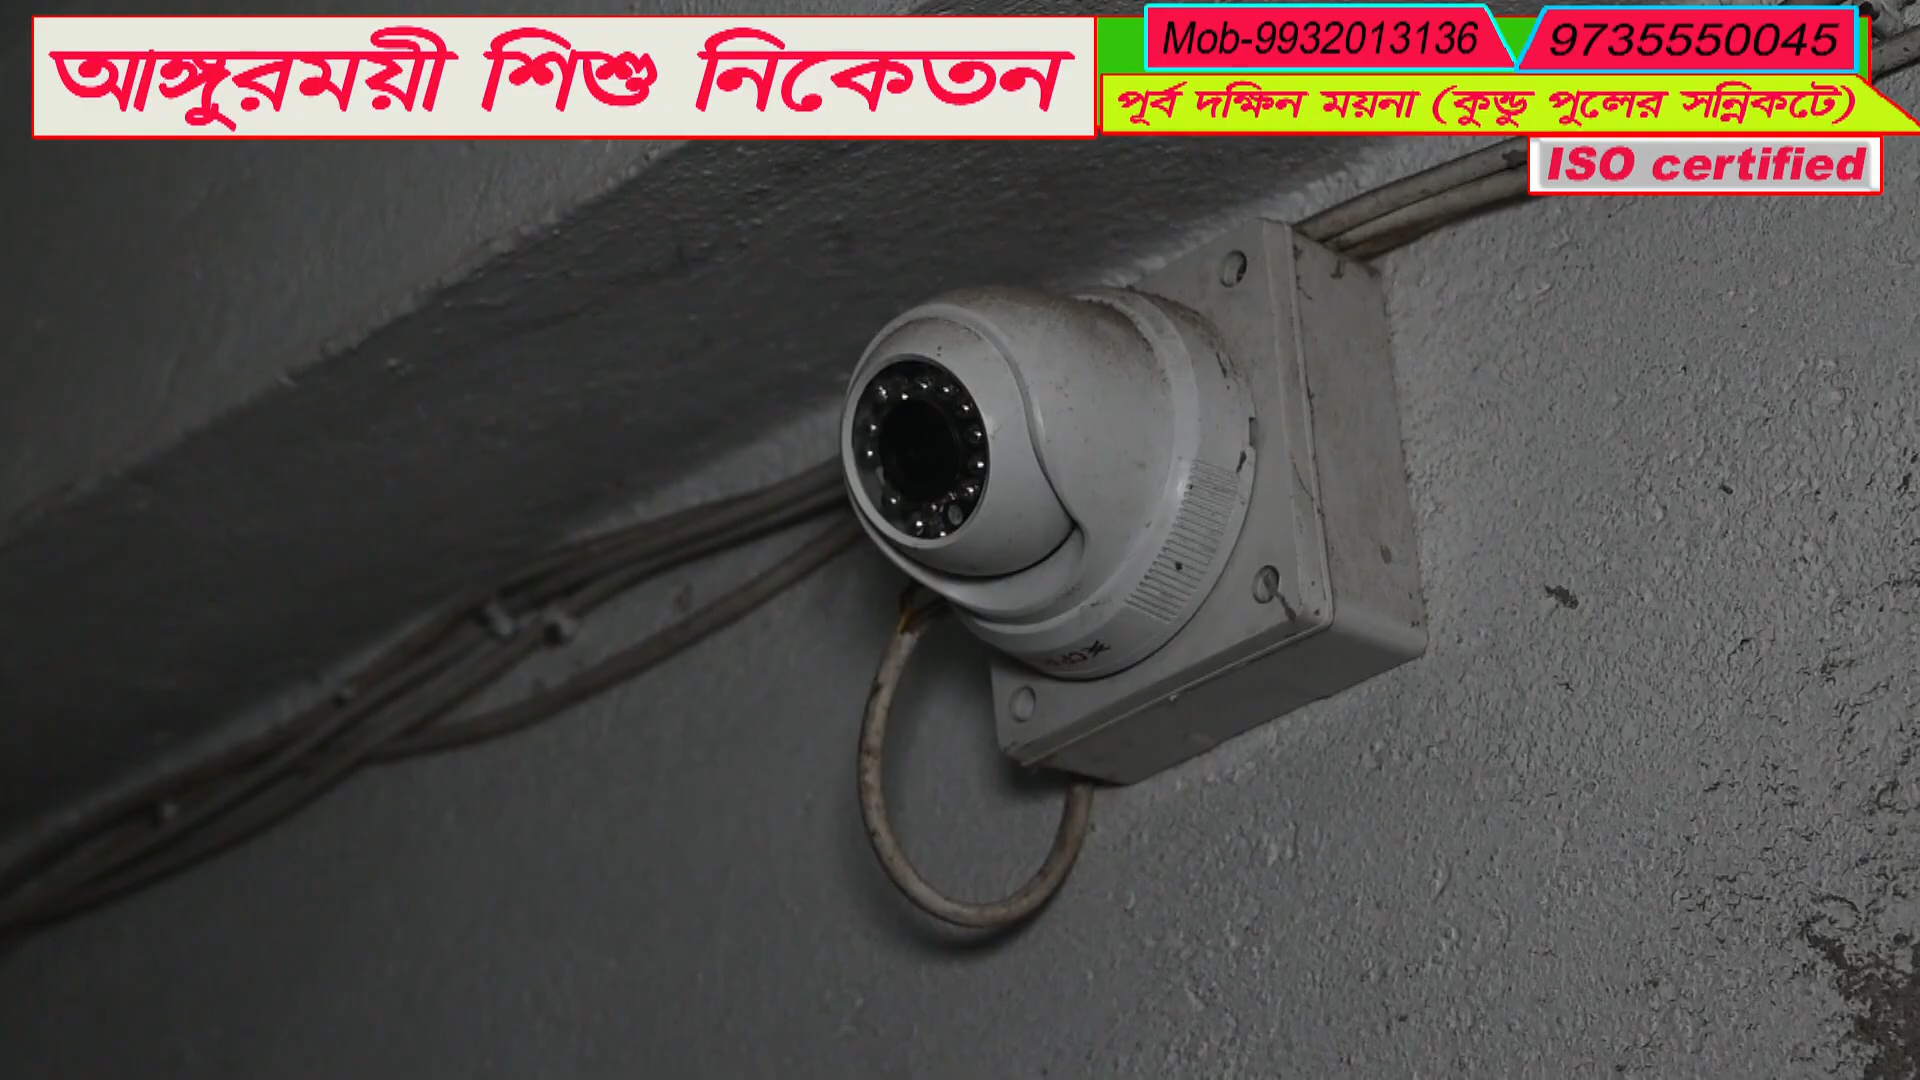 আঙ্গুরময়ী শিশু নিকেতন
Mob-9932013136
9735550045
পূর্ব দক্ষিন ময়না (কুন্ডু পুলের সন্নিকটে)
ISO certified